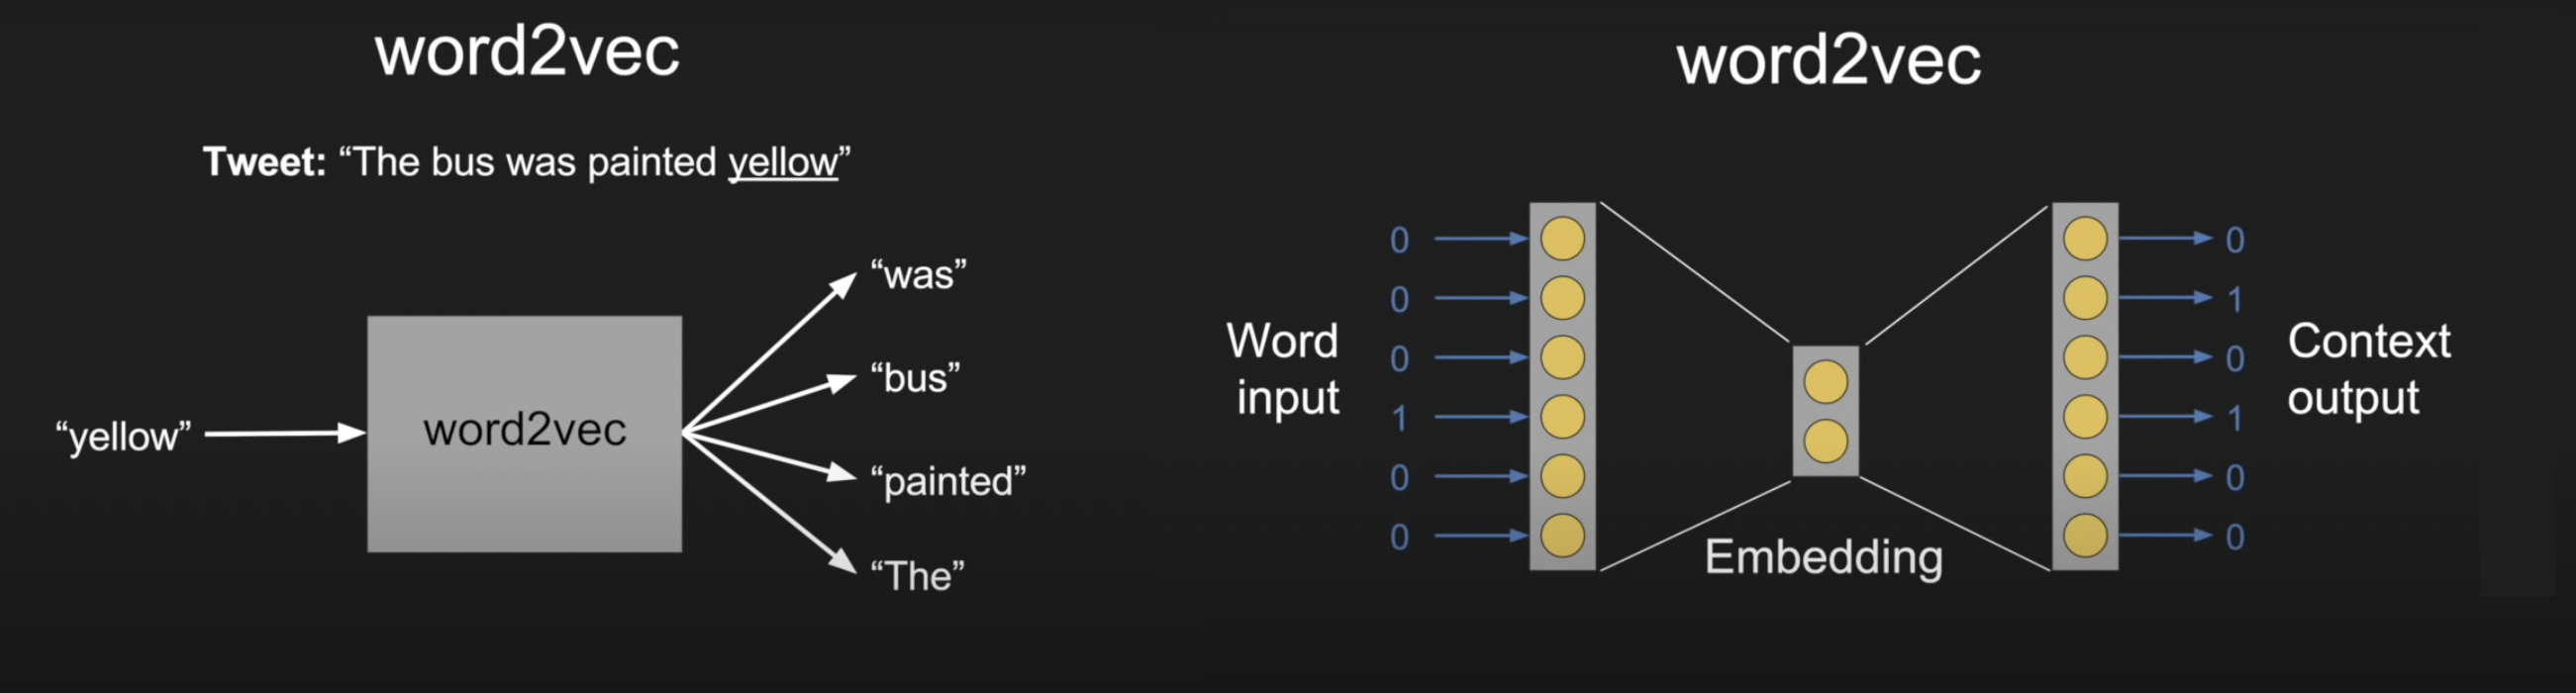 word2vec
Tweet: “The bus was painted yellow”
“yellow”
word2vec
“was”
“bus”
“painted”
“The”
word2vec
Word
input
0
0
0
1
0
0
Embedding
0
1
0
1
0
0
Context
output